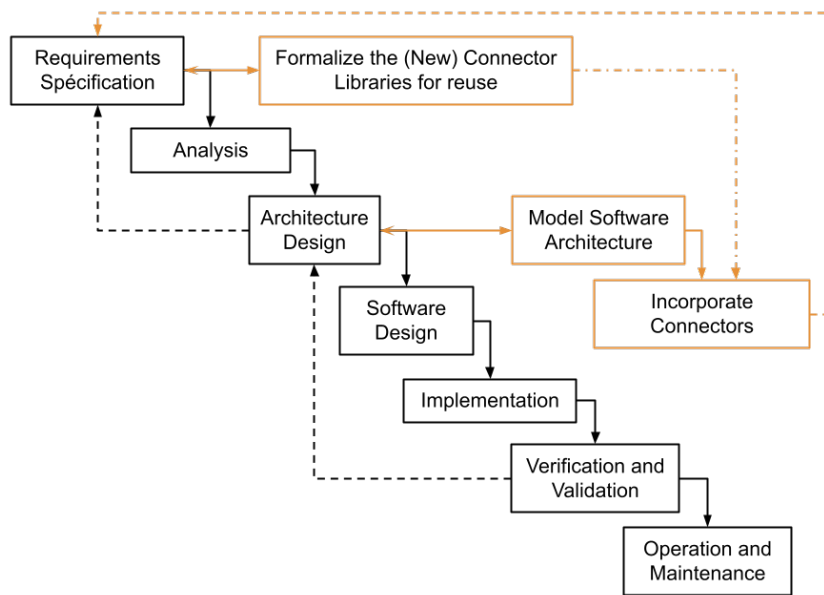 Requirements
Spécification
Formalize the (New) Connector
Libraries for reuse
Analysis
Architecture
Design
Model Software
Architecture
Software
Design
Incorporate
Connectors
Implementation
Verification and
Validation
Operation and
Maintenance